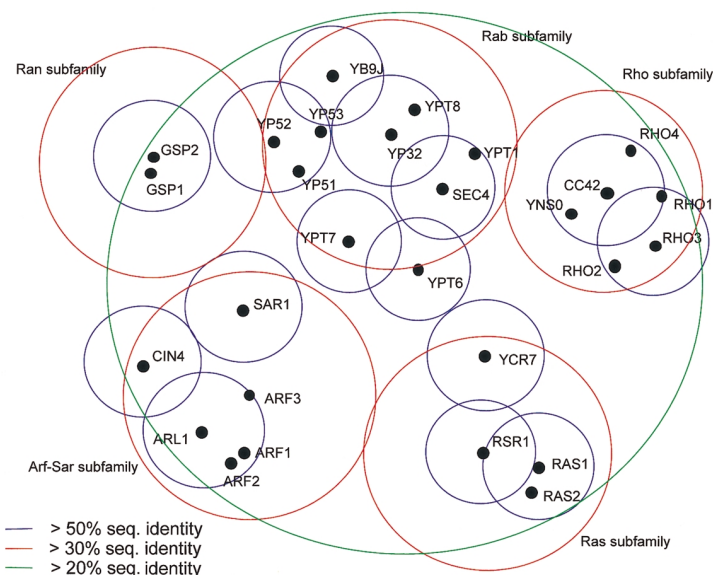 Rab subfamily
Ran subfamily
Rho subfamily
YB9J
YPT8
YP53
YP52
RHO4
YP32
YPT1
GSP2
GSP1
YP51
CC42
SEC4
YNS0
RHO1
YPT7
RHO3
RHO2
YPT6
SAR1
CIN4
YCR7
ARF3
ARL1
RSR1
ARF1
RAS1
Arf-Sar subfamily
ARF2
RAS2
> 50% seq. identity
> 30% seq. identity
Ras subfamily
> 20% seq. identity